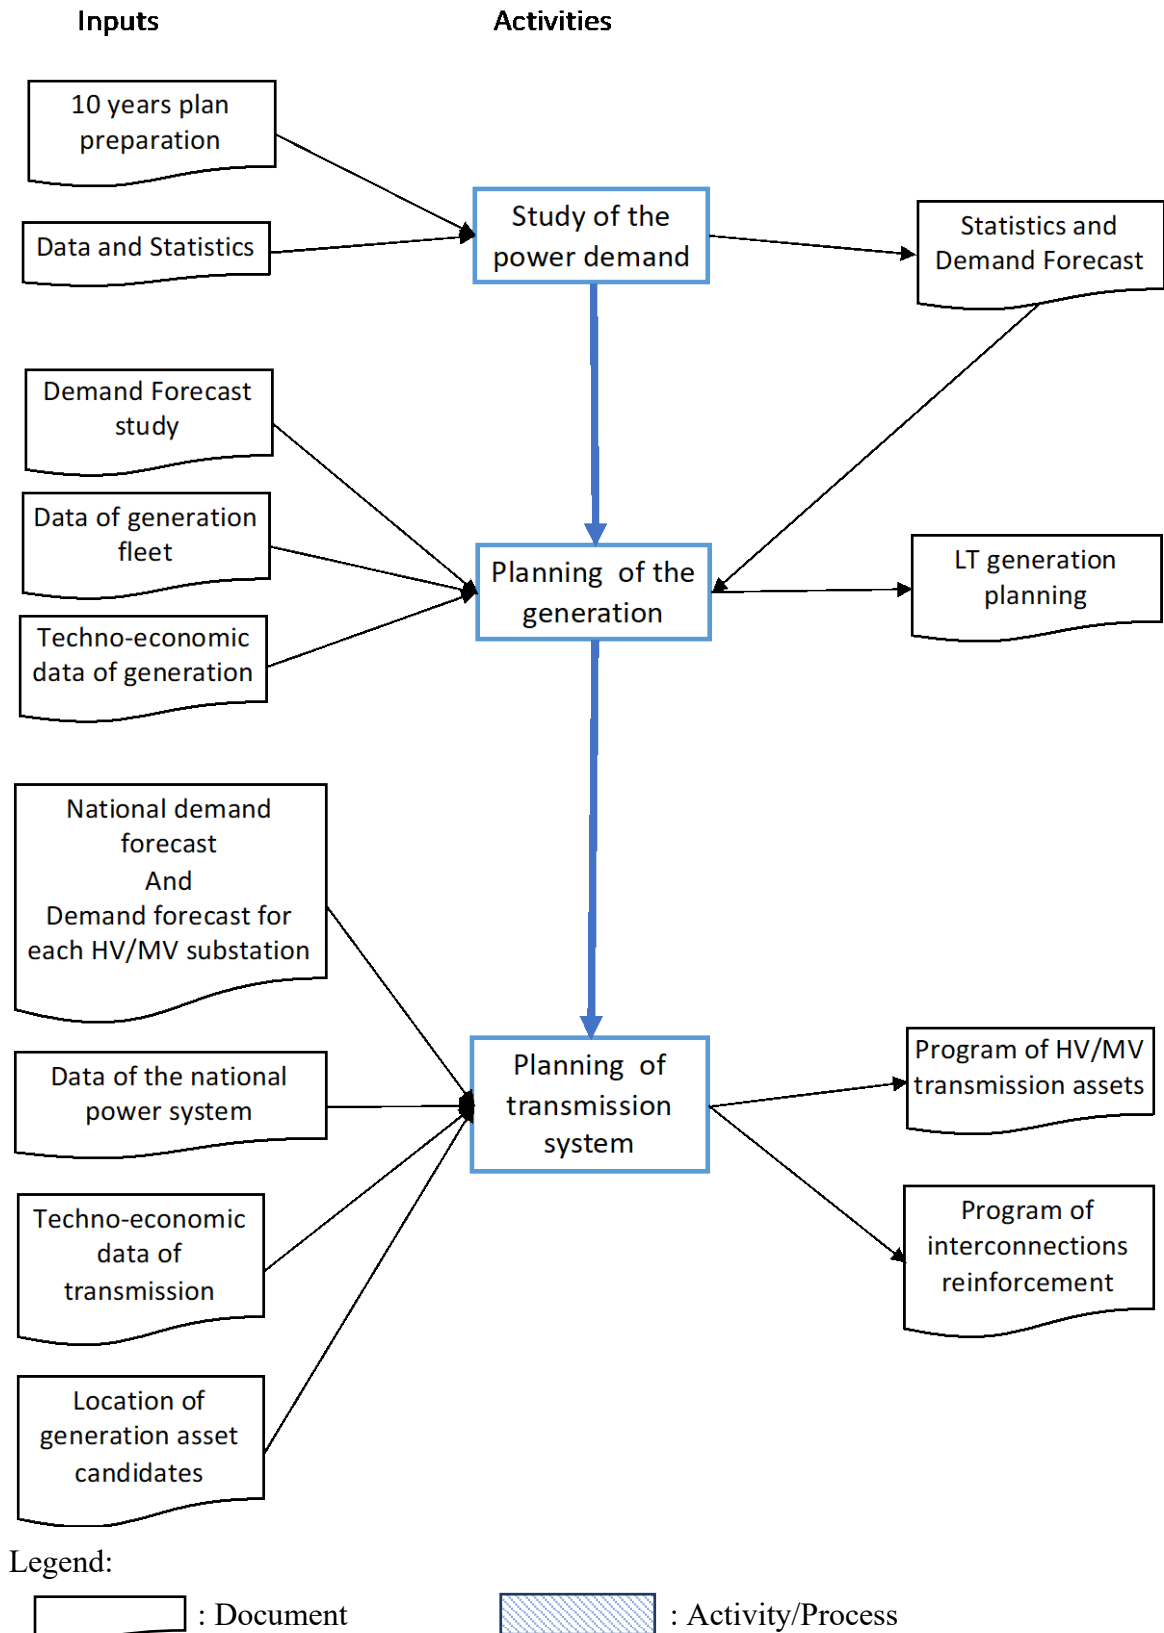 Inputs
Activities
10 years plan
preparation
Data and Statistics
Study of the
power demand
Statistics and
Demand Forecast
Demand Forecast
study
Data of generation
fleet
Techno-economic
data of generation
Planning of the
generation
LT generation
planning
National demand
forecast
And
Demand forecast for
each HV/MV substation
Data of the national
power system
Techno-economic
data of
transmission
Location of
generation asset
candidates
Planning of
transmission
system
Program of HV/MV
transmission assets
Program of
interconnections
reinforcement
Legend:
: Document
: Activity/Process